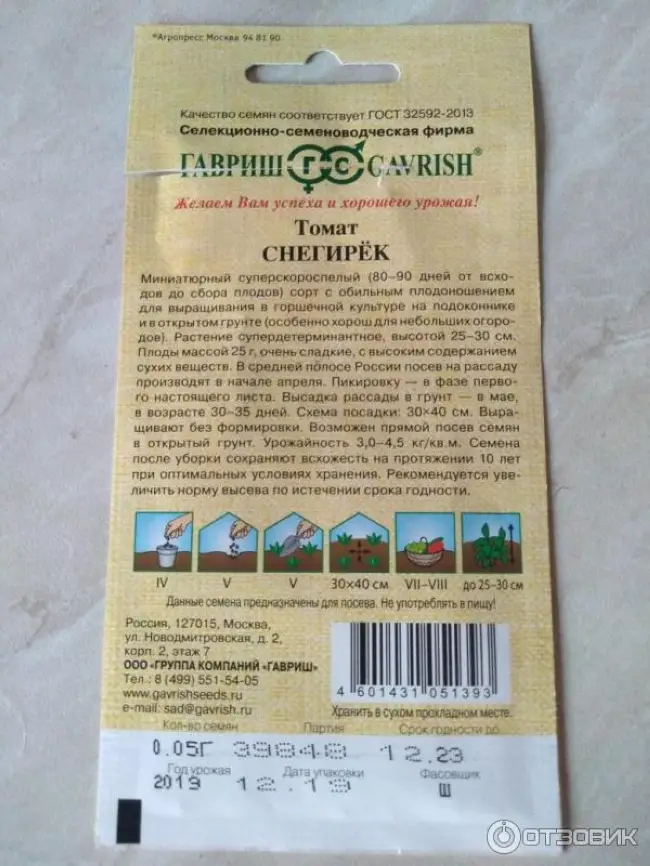 *Агропресс Москва 94 81 90
Качество семян соответствует ГОСТ 32592-2013
Селекционно-семеноводческая фирма
ГАВРИШ ГС GAVRISH®
Желаем Вам успеха и хорошего урожая!
Томат
СНЕГИРЁК
Миниатюрный суперскороспелый (80–90 дней от всхо-
дов до сбора плодов) сорт с обильным плодоношением
для выращивания в горшечной культуре на подоконнике
и в открытом грунте (особенно хорош для небольших огоро-
дов). Растение супердетерминантное, высотой 25–30 см.
Плоды массой 25 г, очень сладкие, с высоким содержанием
сухих веществ. В средней полосе России посев на рассаду
производят в начале апреля. Пикировку — в фазе перво-
го настоящего листа. Высадка рассады в грунт — в мае,
в возрасте 30–35 дней. Схема посадки: 30×40 см. Выра-
щивают без формировки. Возможен прямой посев семян
в открытый грунт. Урожайность 3,0–4,5 кг/кв.м. Семена
после уборки сохраняют всхожесть на протяжении 10 лет
при оптимальных условиях хранения. Рекомендуется уве-
личить норму высева по истечении срока годности.
IV V V 30×40 см VII–VIII до 25–30 см
Данные семена предназначены для посева. Не употреблять в пищу!
Россия, 127015, Москва,
ул. Новодмитровская, д. 2,
корп. 2, этаж 7
ООО «ГРУППА КОМПАНИЙ «ГАВРИШ»
Тел.: 8 (499) 551-54-05
www.gavrishseeds.ru
e-mail: sad@gavrish.ru
4 601431 051393
Хранить в сухом прохладном месте.
Кол-во семян Партия Срок годности до
0.05Г 39848 12.23
Год урожая Дата упаковки Фасовщик
2019 12.19 Ш
ОТЗОВИК